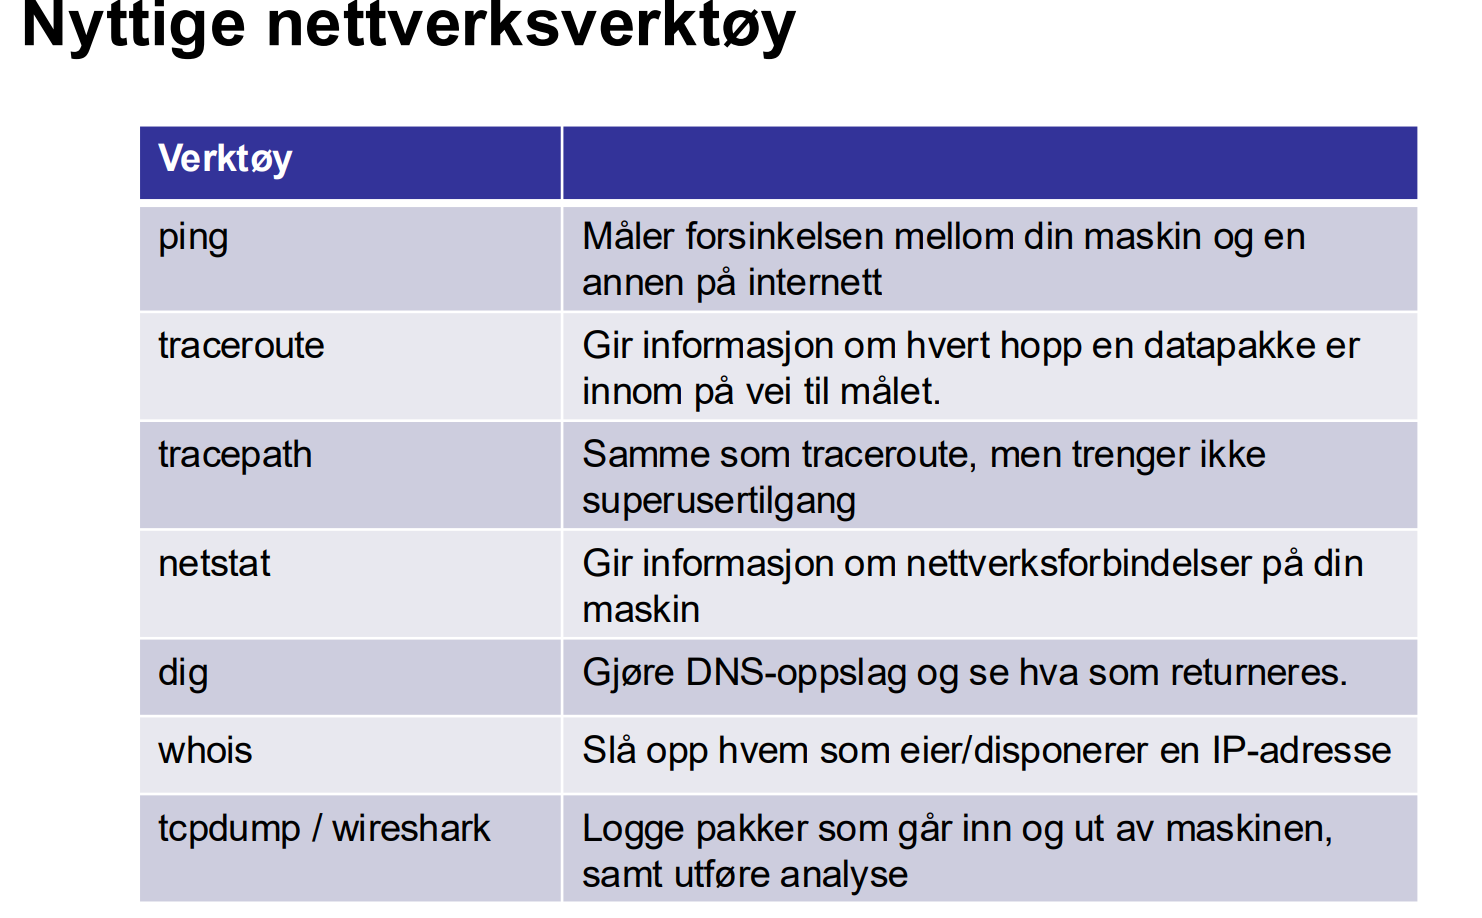 Nyttige nettverksverktøy
Verktøy
ping
Måler forsinkelsen mellom din maskin og en
annen på internett
traceroute
Gir informasjon om hvert hopp en datapakke er
innom på vei til målet.
tracepath
Samme som traceroute, men trenger ikke
superusertilgang
netstat
Gir informasjon om nettverksforbindelser på din
maskin
dig
Gjøre DNS-oppslag og se hva som returneres.
whois
Slå opp hvem som eier/disponerer en IP-adresse
tcpdump / wireshark
Logge pakker som går inn og ut av maskinen,
samt utføre analyse